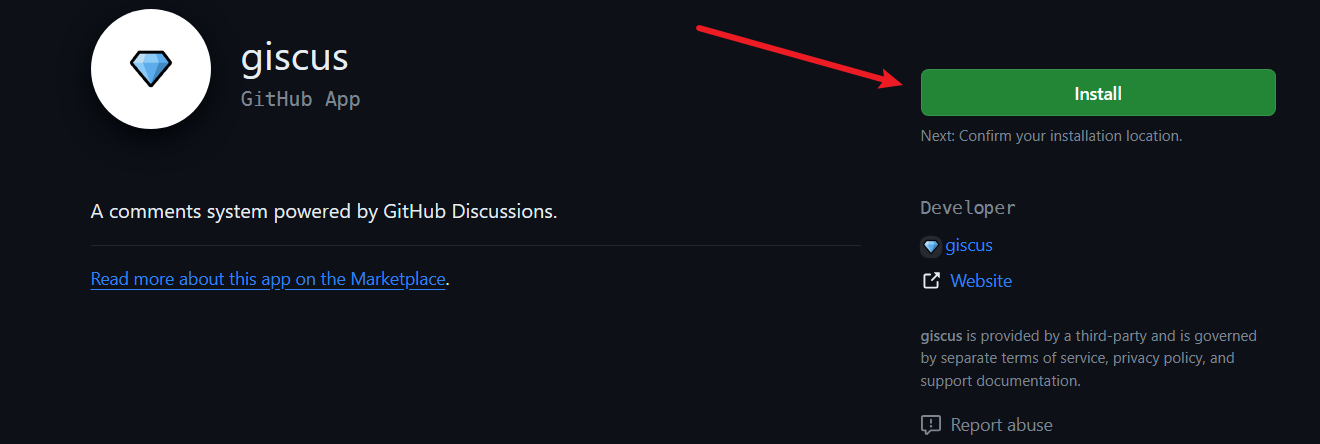 giscus
GitHub App
Install
Next: Confirm your installation location.
A comments system powered by GitHub Discussions.
Read more about this app on the Marketplace.
Developer
giscus
Website
giscus is provided by a third-party and is governed
by separate terms of service, privacy policy, and
support documentation.
Report abuse